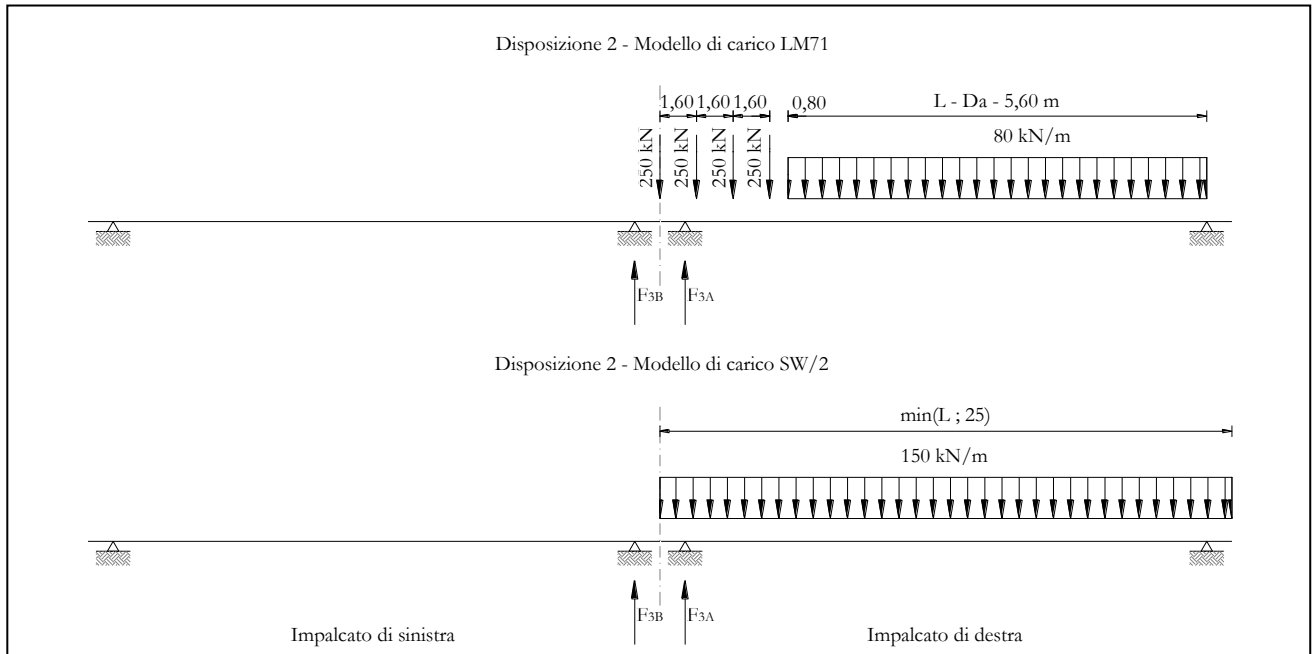 Disposizione 2 - Modello di carico LM71
1,60 1,60 1,60 0,80 L - Da - 5,60 m
250 kN 250 kN 250 kN 250 kN 80 kN/m
F3B F3A
Disposizione 2 - Modello di carico SW/2
min(L ; 25)
150 kN/m
F3B F3A
Impalcato di sinistra Impalcato di destra